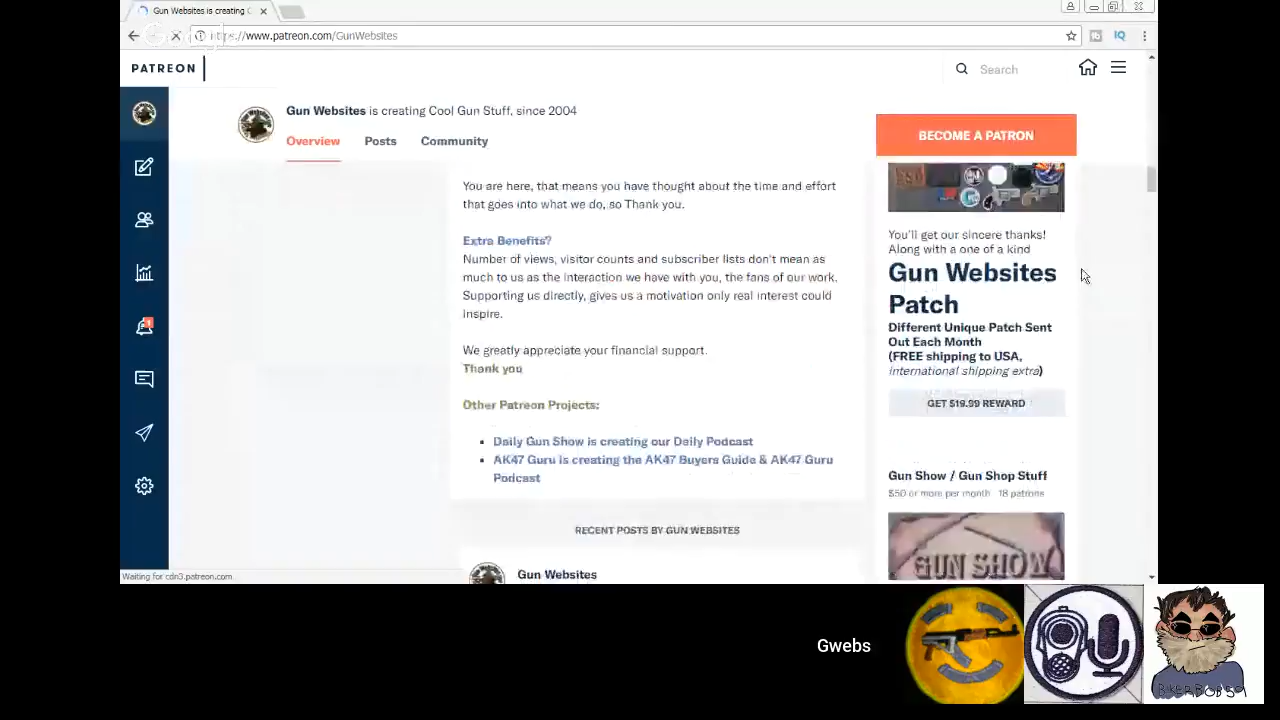 Gun Websites is creating C
https://www.patreon.com/GunWebsites
PATREON
Search
Gun Websites is creating Cool Gun Stuff, since 2004
Overview Posts Community
BECOME A PATRON
You are here, that means you have thought about the time and effort
that goes into what we do, so Thank you.
Extra Benefits?
Number of views, visitor counts and subscriber lists don't mean as
much to us as the interaction we have with you, the fans of our work.
Supporting us directly, gives us a motivation only real interest could
inspire.
We greatly appreciate your financial support.
Thank you
Other Patreon Projects:
Daily Gun Show is creating our Daily Podcast
AK47 Guru is creating the AK47 Buyers Guide & AK47 Guru
Podcast
RECENT POSTS BY GUN WEBSITES
Gun Websites
You'll get our sincere thanks!
Along with a one of a kind
Gun Websites
Patch
Different Unique Patch Sent
Out Each Month
(FREE shipping to USA,
international shipping extra)
GET $19.99 REWARD
Gun Show / Gun Shop Stuff
$50 or more per month · 18 patrons
GUN SHOW
Waiting for cdn3.patreon.com
Gwebs
BIKERBOB59